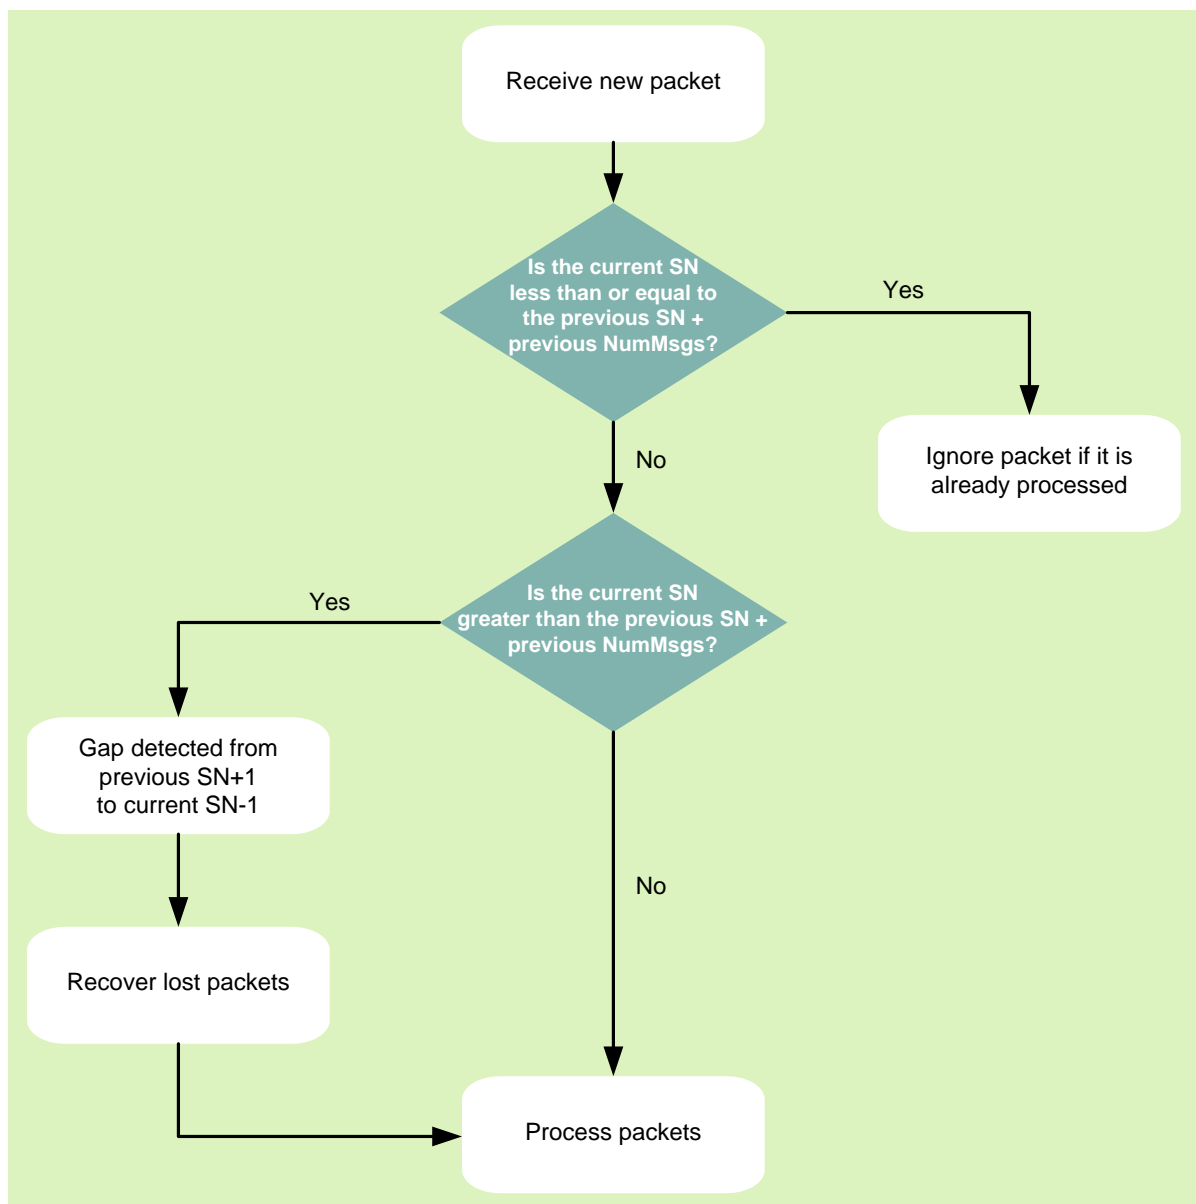 Receive new packet
Is the current SN
less than or equal to
the previous SN +
previous NumMsgs?
Yes
Ignore packet if it is
already processed
No
Is the current SN
greater than the previous SN +
previous NumMsgs?
Yes
Gap detected from
previous SN+1
to current SN-1
No
Recover lost packets
Process packets